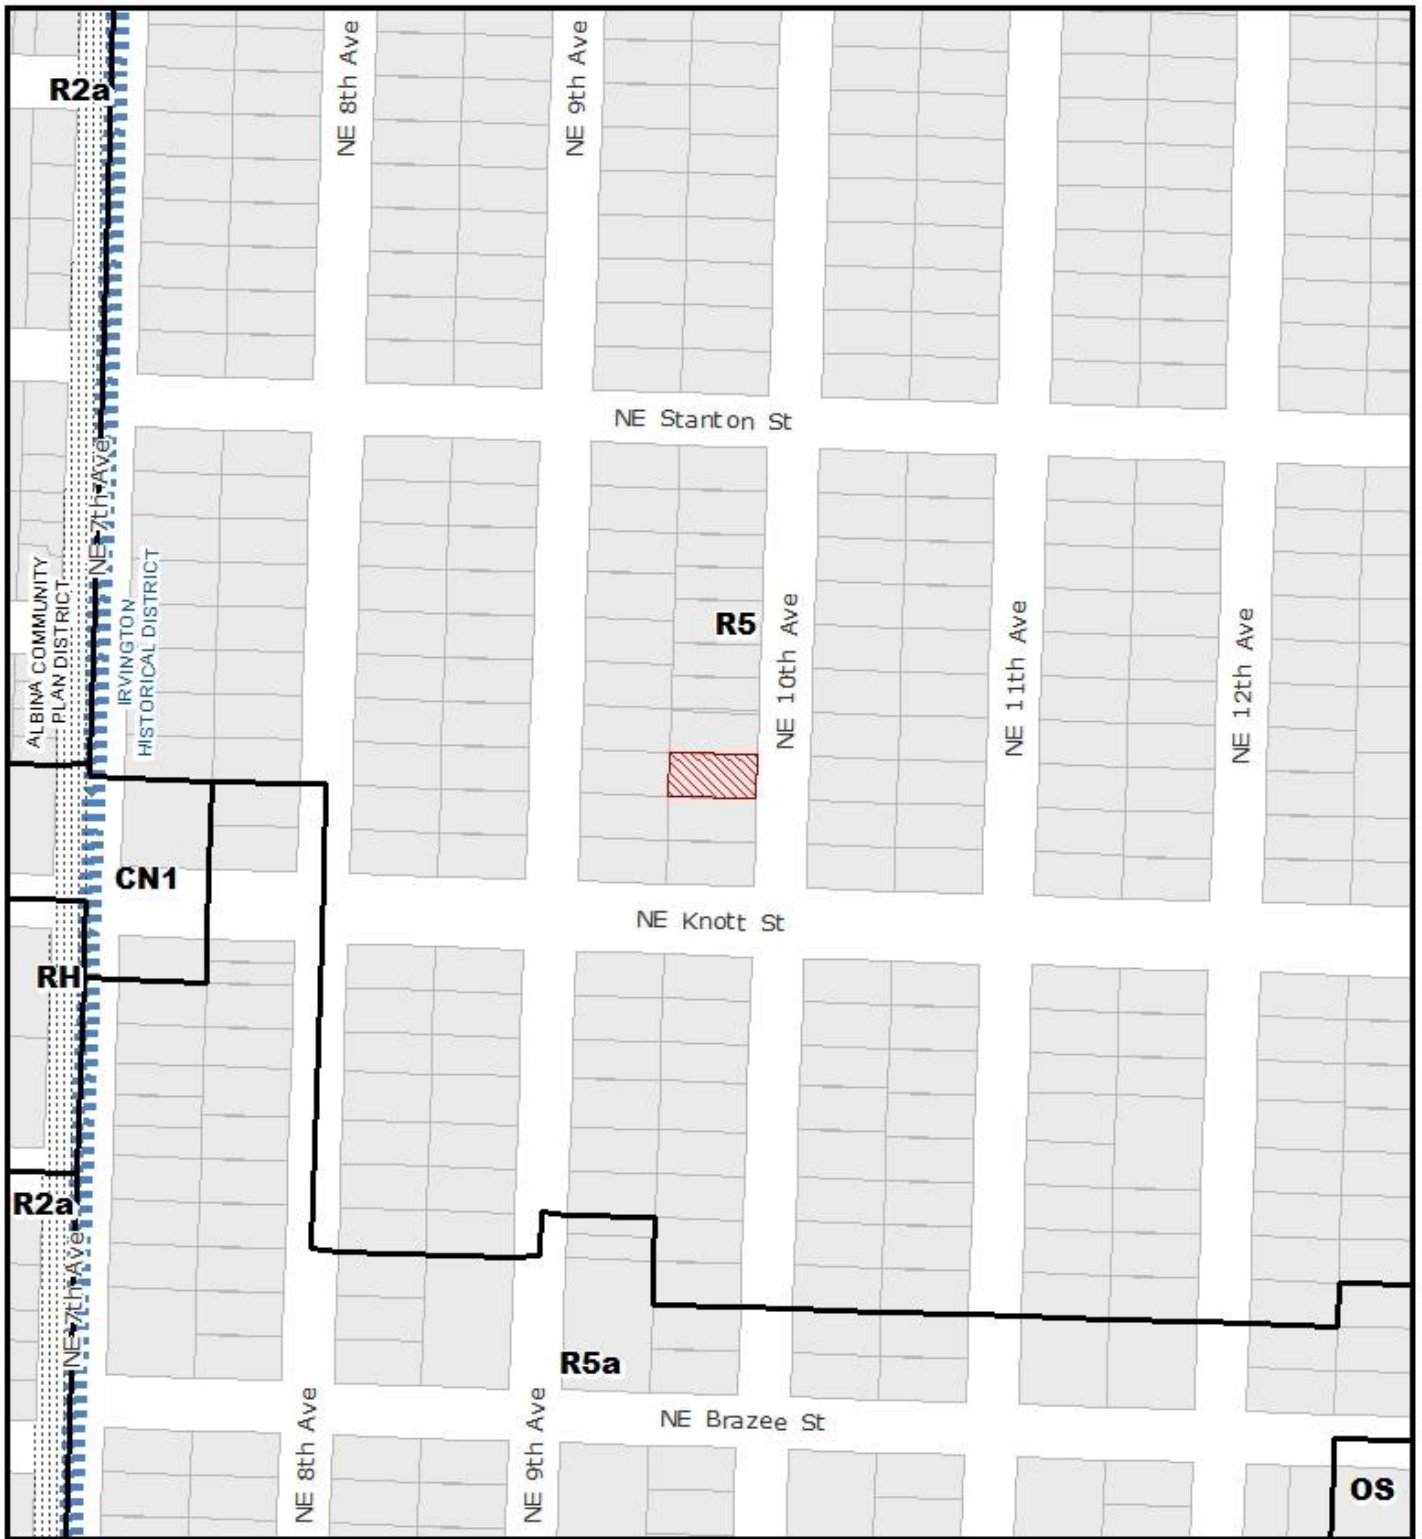 R2a
NE 8th Ave
NE 9th Ave
NE Stanton St
NE 7th Ave
ALBINA COMMUNITY
PLAN DISTRICT
IRVINGTON
HISTORICAL DISTRICT
R5
NE 10th Ave
NE 11th Ave
NE 12th Ave
CN1
NE Knott St
RH
R2a
NE 7th Ave
R5a
NE 8th Ave
NE 9th Ave
NE Brazee St
OS